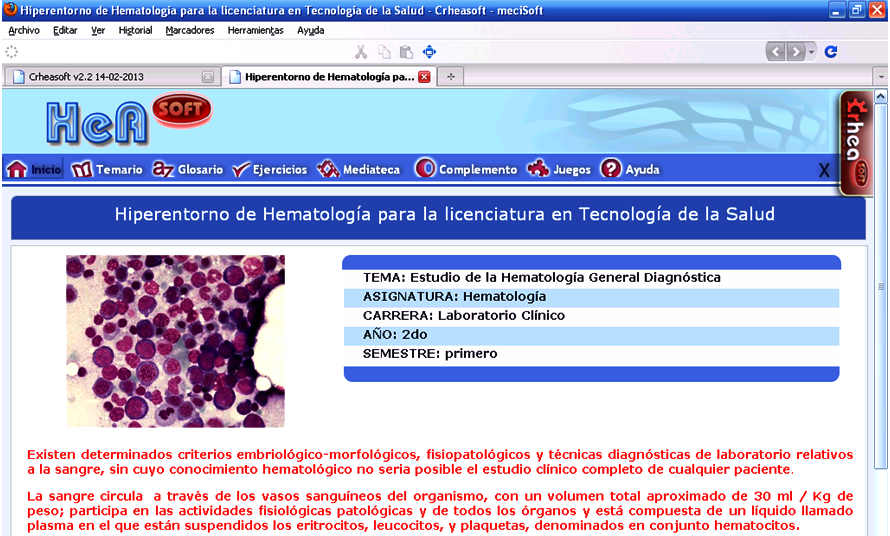 Hiperentorno de Hematología para la licenciatura en Tecnología de la Salud - Crheasoft - meciSoft
Archivo Editar Ver Historial Marcadores Herramientas Ayuda
Crheasoft v2.2 14-02-2013 Hiperentorno de Hematología pa...
HeA SOFT
Crhea SOFT
Inicio Temario az Glosario Ejercicios Mediateca Complemento Juegos ? Ayuda X
Hiperentorno de Hematología para la licenciatura en Tecnología de la Salud
TEMA: Estudio de la Hematología General Diagnóstica
ASIGNATURA: Hematología
CARRERA: Laboratorio Clínico
AÑO: 2do
SEMESTRE: primero
Existen determinados criterios embriológico-morfológicos, fisiopatológicos y técnicas diagnósticas de laboratorio relativos
a la sangre, sin cuyo conocimiento hematológico no seria posible el estudio clínico completo de cualquier paciente.
La sangre circula a través de los vasos sanguíneos del organismo, con un volumen total aproximado de 30 ml / Kg de
peso; participa en las actividades fisiológicas patológicas y de todos los órganos y está compuesta de un líquido llamado
plasma en el que están suspendidos los eritrocitos, leucocitos, y plaquetas, denominados en conjunto hematocitos.